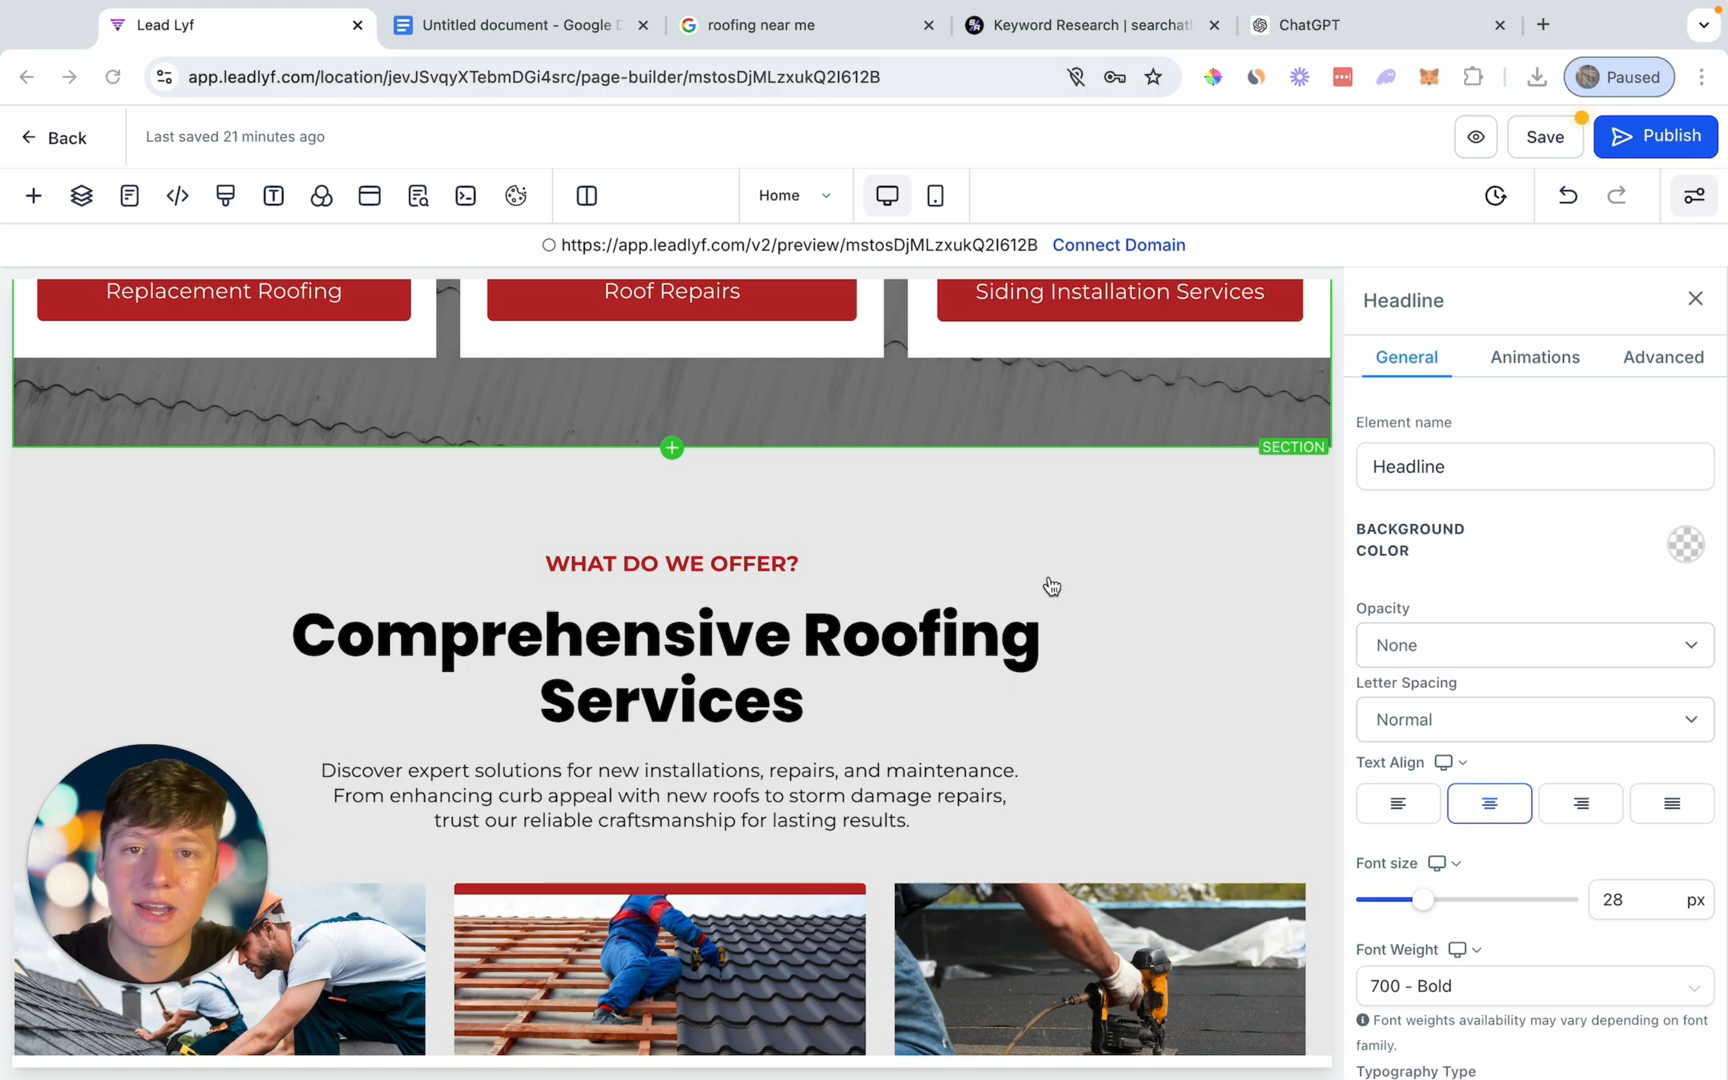 Lead Lyf
Untitled document - Google D
roofing near me
Keyword Research | searchatl
ChatGPT
app.leadlyf.com/location/jevJSvqyXTebmDGi4src/page-builder/mstosDjMLzxukQ2I612B
Paused
Back
Last saved 21 minutes ago
Save
Publish
Home
https://app.leadlyf.com/v2/preview/mstosDjMLzxukQ2I612B Connect Domain
Replacement Roofing
Roof Repairs
Siding Installation Services
SECTION
WHAT DO WE OFFER?
Comprehensive Roofing
Services
Discover expert solutions for new installations, repairs, and maintenance.
From enhancing curb appeal with new roofs to storm damage repairs,
trust our reliable craftsmanship for lasting results.
Headline
General
Animations
Advanced
Element name
Headline
BACKGROUND
COLOR
Opacity
None
Letter Spacing
Normal
Text Align
Font size
28 px
Font Weight
700 - Bold
Font weights availability may vary depending on font
family.
Typography Type